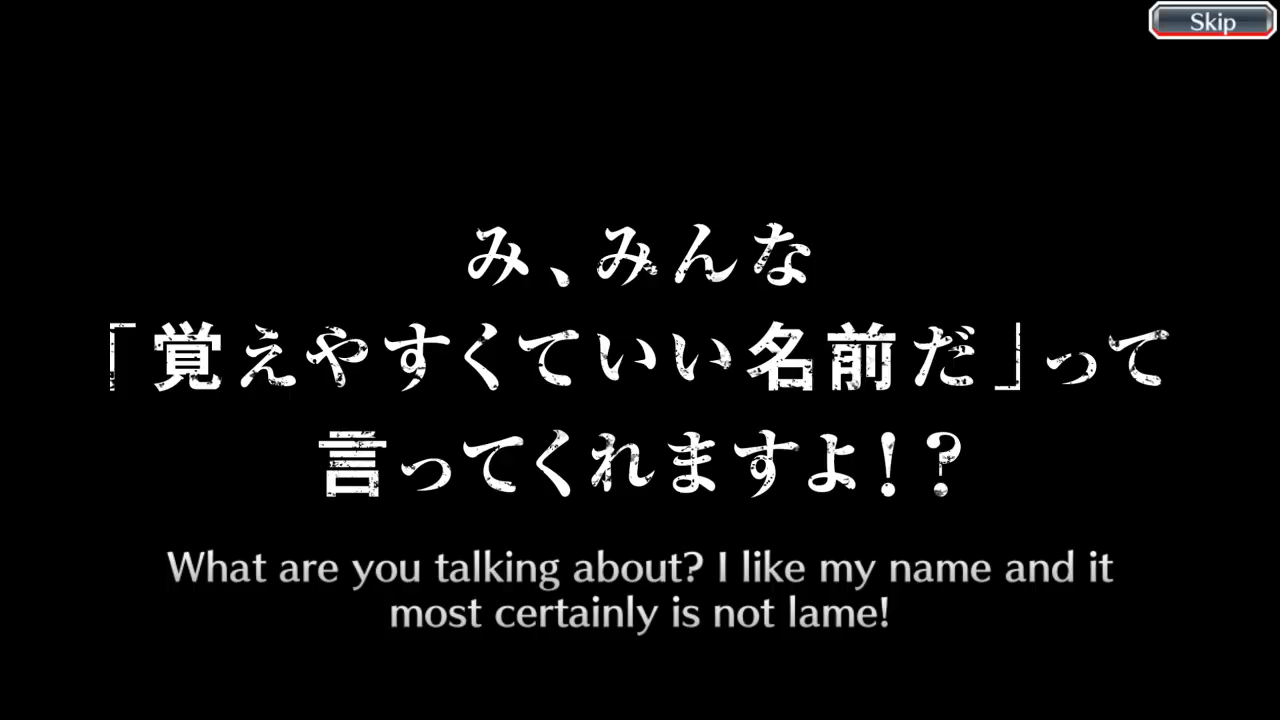 Skip
み、みんな
「覚えやすくていい名前だ」って
言ってくれますよ!?
What are you talking about? I like my name and it
most certainly is not lame!